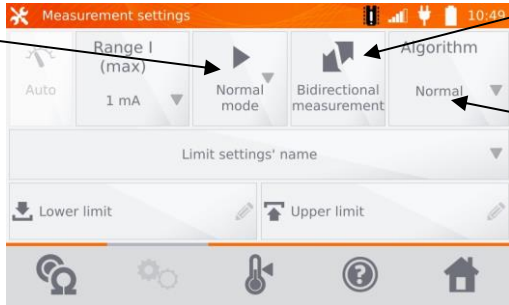 Measurement settings 10:49
Auto
Range I
(max)
1 mA
Normal
mode
Bidirectional
measurement
Algorithm
Normal
Limit settings' name
Lower limit
Upper limit